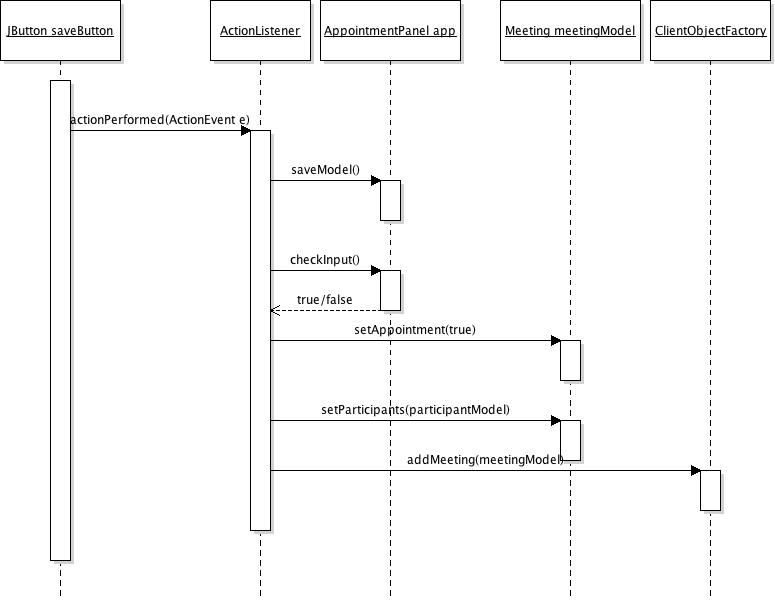 JButton saveButton
ActionListener
AppointmentPanel app
Meeting meetingModel
ClientObjectFactory
actionPerformed(ActionEvent e)
saveModel()
checkInput()
true/false
setAppointment(true)
setParticipants(participantModel)
addMeeting(meetingModel)